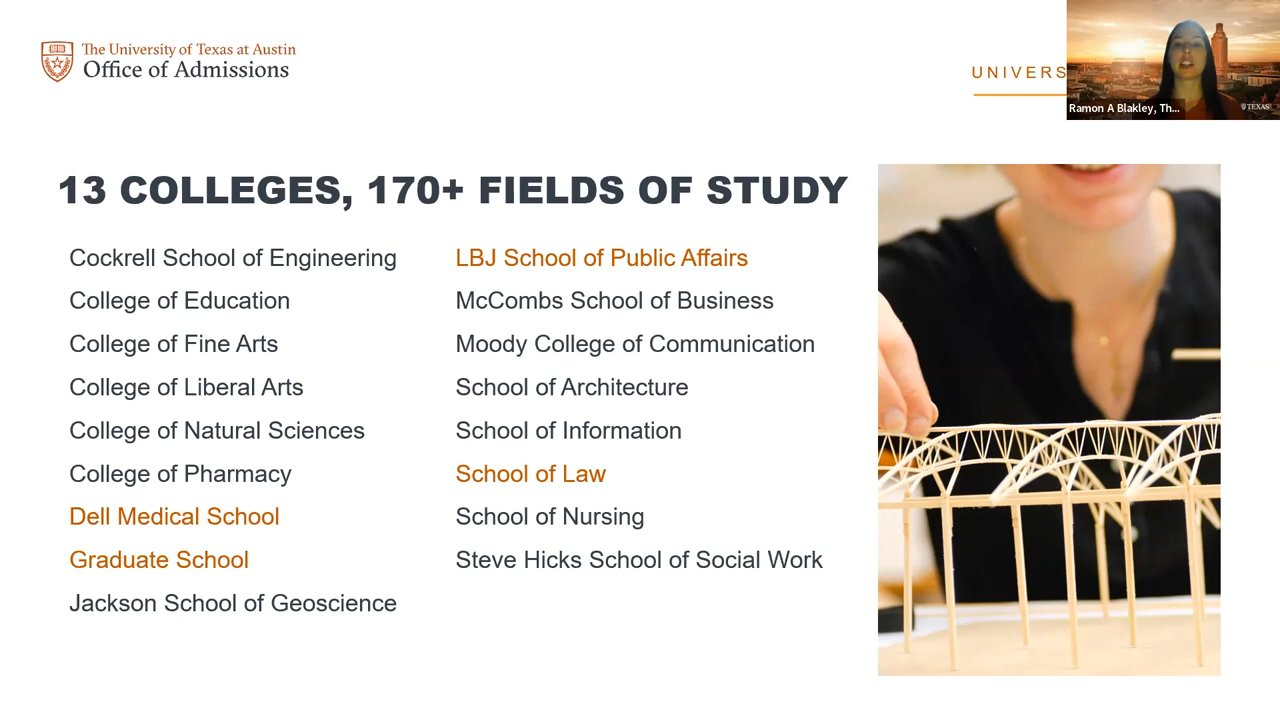 The University of Texas at Austin
Office of Admissions
UNIVERS
Ramon A Blakley, Th...
TEXAS
13 COLLEGES, 170+ FIELDS OF STUDY
Cockrell School of Engineering
College of Education
College of Fine Arts
College of Liberal Arts
College of Natural Sciences
College of Pharmacy
Dell Medical School
Graduate School
Jackson School of Geoscience
LBJ School of Public Affairs
McCombs School of Business
Moody College of Communication
School of Architecture
School of Information
School of Law
School of Nursing
Steve Hicks School of Social Work